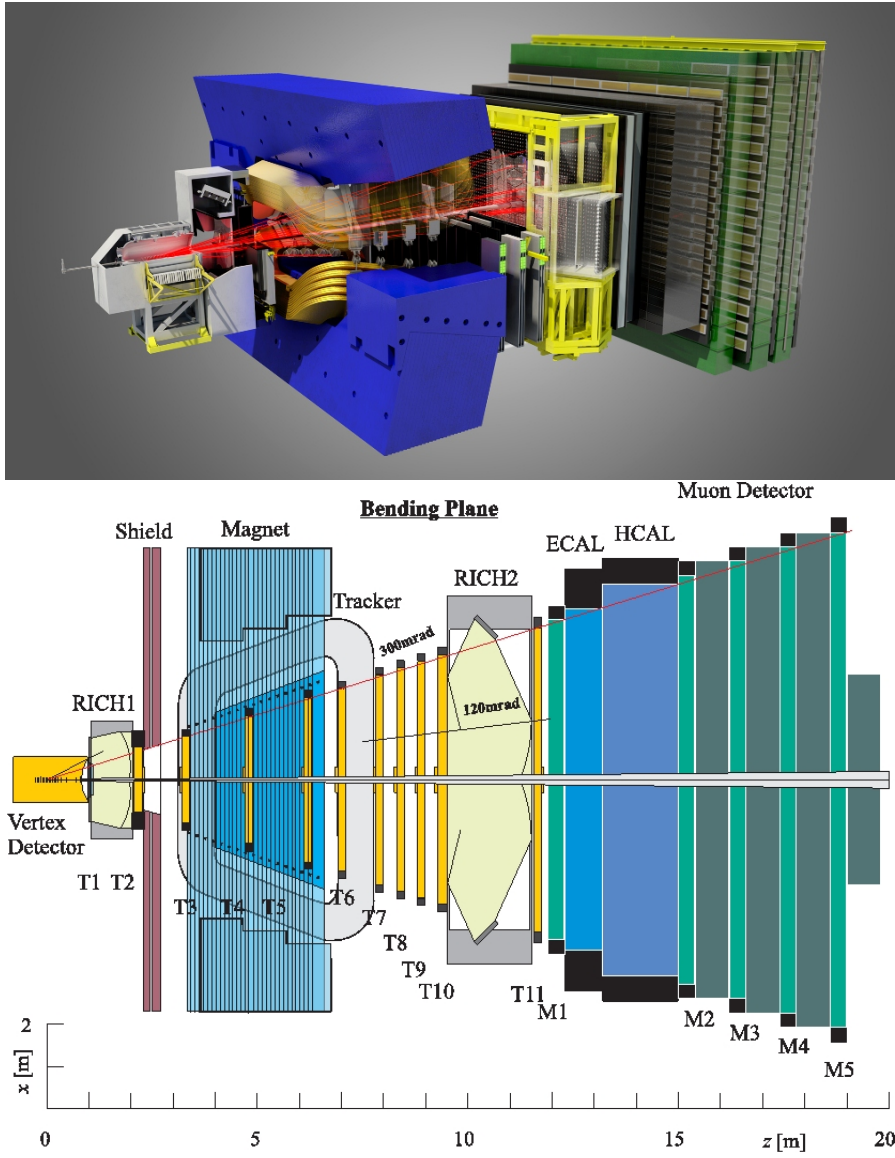 Muon Detector
Bending Plane
Shield
Magnet
ECAL
HCAL
RICH2
Tracker
300mrad
RICH1
120mrad
Vertex
Detector
T1
T2
T3
T4
T5
T6
T7
T8
T9
T10
T11
M1
M2
M3
M4
M5
2
x [m]
0
5
10
15
z [m]
20